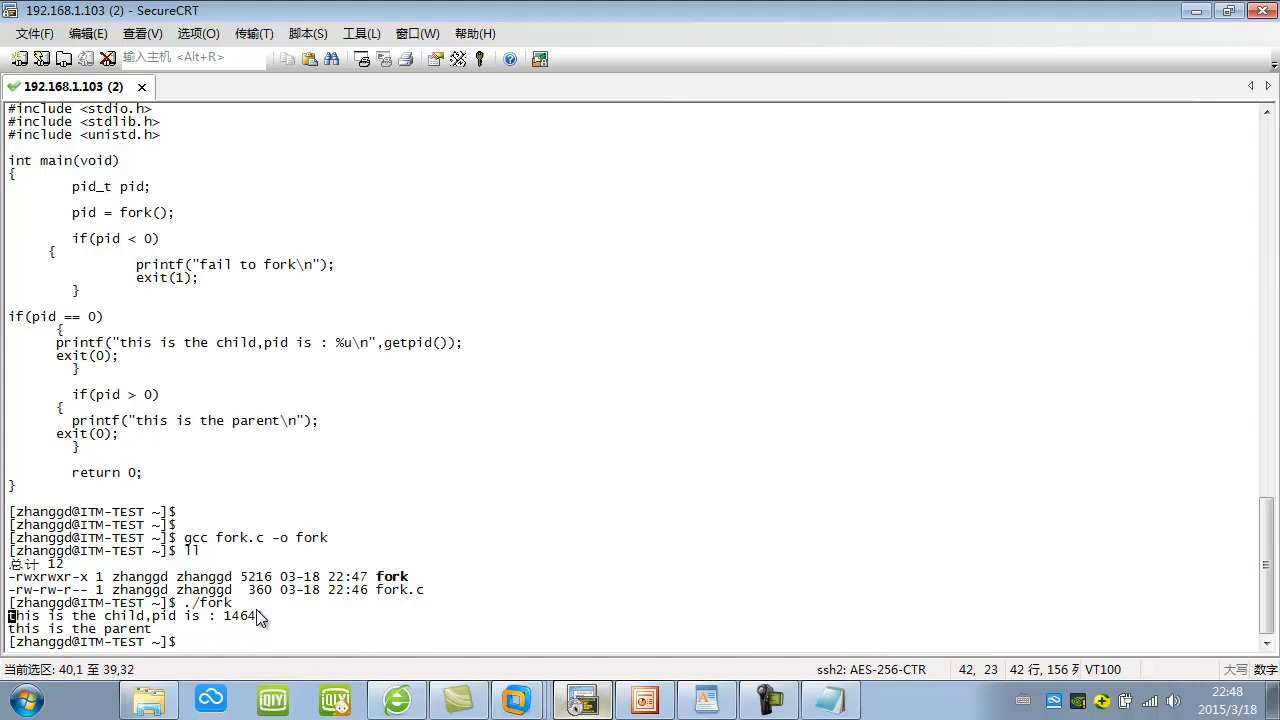 192.168.1.103 (2) - SecureCRT
文件(F) 编辑(E) 查看(V) 选项(O) 传输(T) 脚本(S) 工具(L) 窗口(W) 帮助(H)
输入主机 <Alt+R>
192.168.1.103 (2)
#include <stdio.h>
#include <stdlib.h>
#include <unistd.h>
int main(void)
{
pid_t pid;
pid = fork();
if(pid < 0)
{
printf("fail to fork\n");
exit(1);
}
if(pid == 0)
{
printf("this is the child,pid is : %u\n",getpid());
exit(0);
}
if(pid > 0)
{
printf("this is the parent\n");
exit(0);
}
return 0;
}
[zhanggd@ITM-TEST ~]$
[zhanggd@ITM-TEST ~]$
[zhanggd@ITM-TEST ~]$ gcc fork.c -o fork
[zhanggd@ITM-TEST ~]$ ll
总计 12
-rwxrwxr-x 1 zhanggd zhanggd 5216 03-18 22:47 fork
-rw-rw-r-- 1 zhanggd zhanggd 360 03-18 22:46 fork.c
[zhanggd@ITM-TEST ~]$ ./fork
this is the child,pid is : 1464
this is the parent
[zhanggd@ITM-TEST ~]$
当前选区: 40,1 至 39,32 ssh2: AES-256-CTR 42, 23 42 行, 156 列 VT100 大写 数字
QIYI QIYI 22:48
2015/3/18